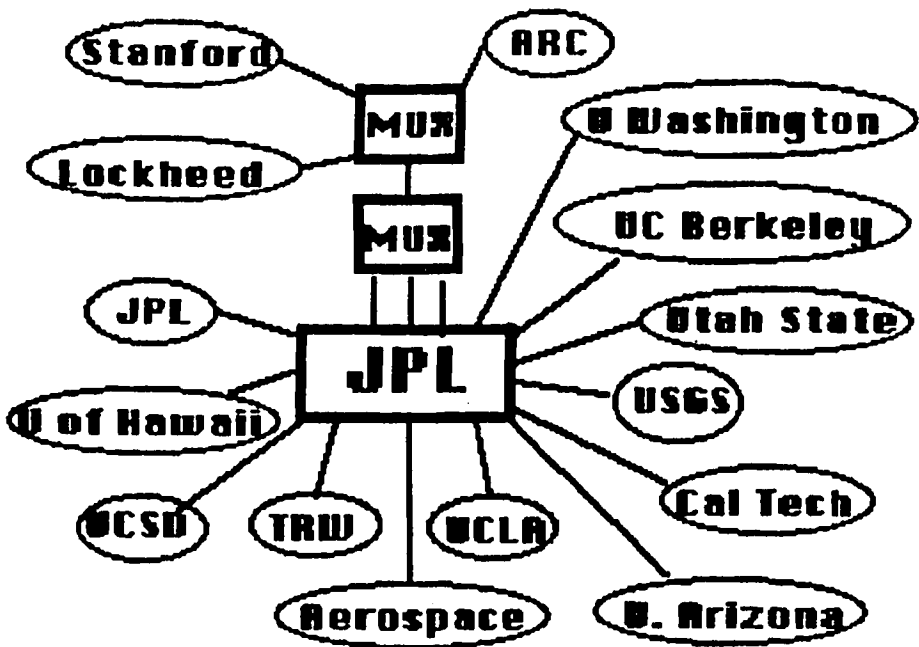 Stanford
ARC
MUX
U Washington
Lockheed
MUX
UC Berkeley
JPL
Utah State
JPL
USGS
U of Hawaii
Cal Tech
UCSD
TRW
UCLA
Aerospace
U. Arizona